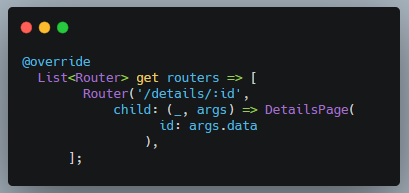 @override
  List<Router> get routers => [
        Router('/details/:id',
            child: (_, args) => DetailsPage(
                  id: args.data
                ),
      ];